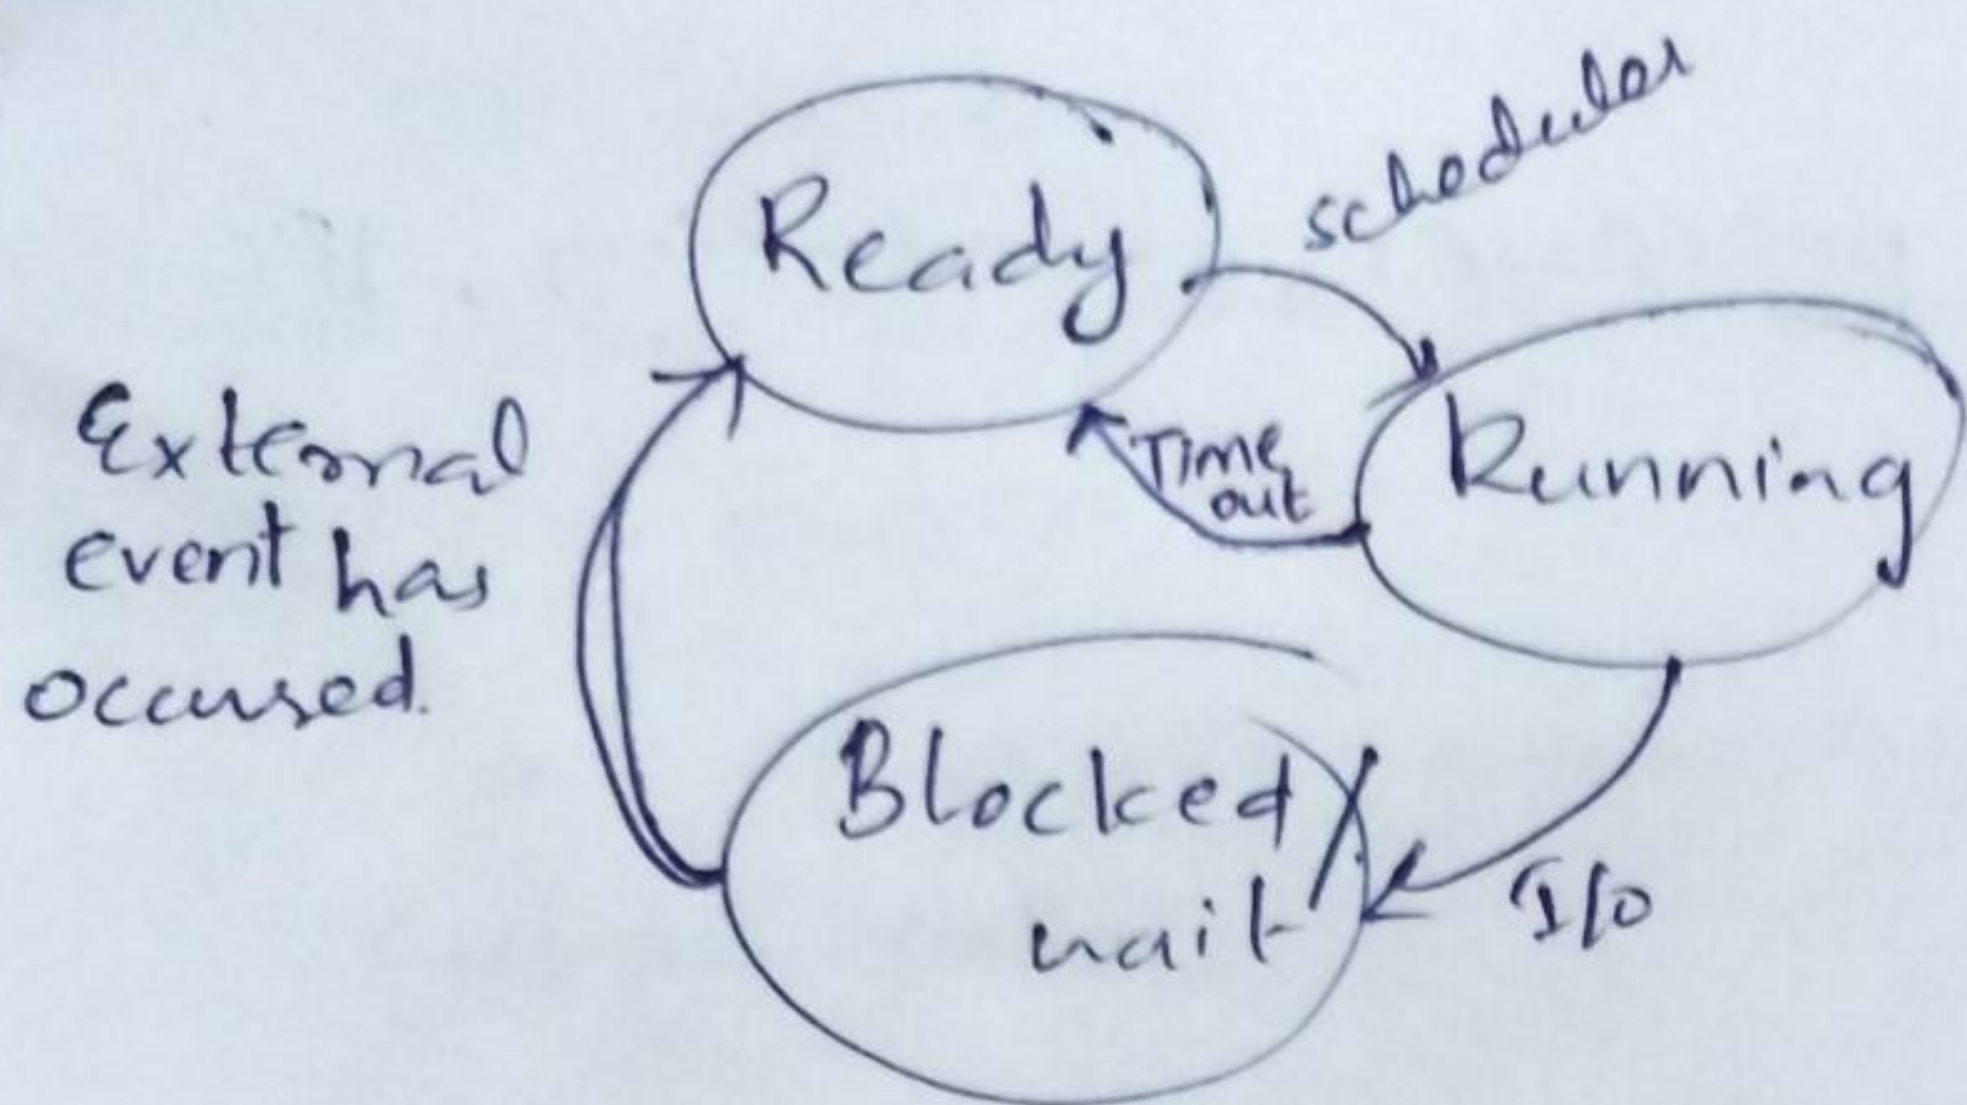 scheduler
Ready
Time
out
Running
External
event has
occured.
Blocked/
wait
I/O